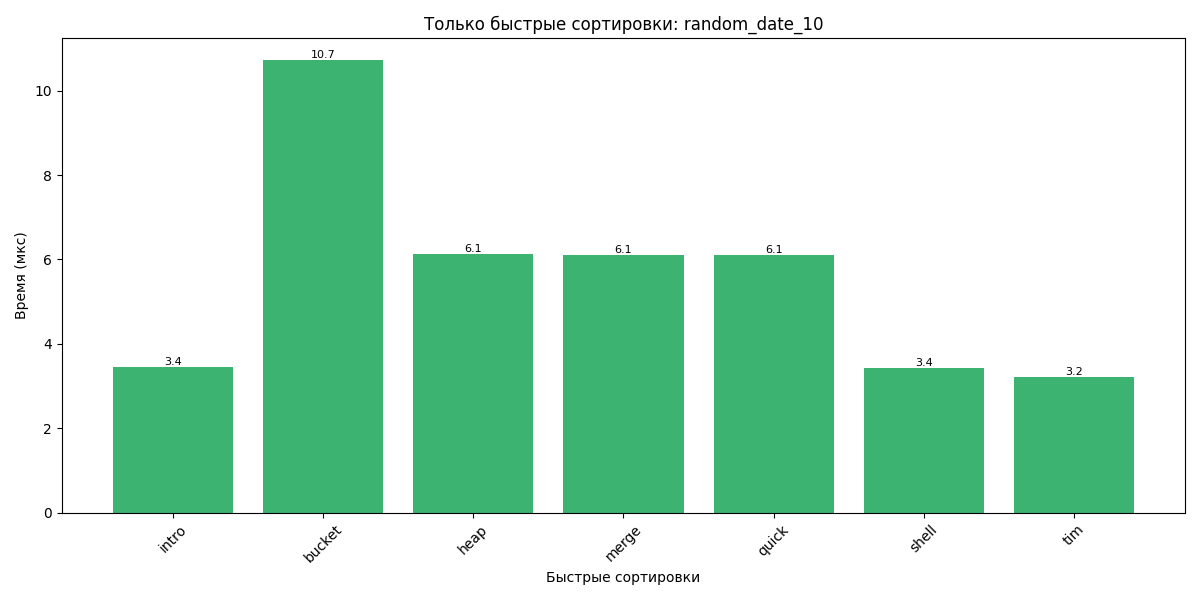 Только быстрые сортировки: random_date_10
Время (мкс)
10
8
6
4
2
0
3.4
10.7
6.1
6.1
6.1
3.4
3.2
intro
bucket
heap
merge
quick
shell
tim
Быстрые сортировки